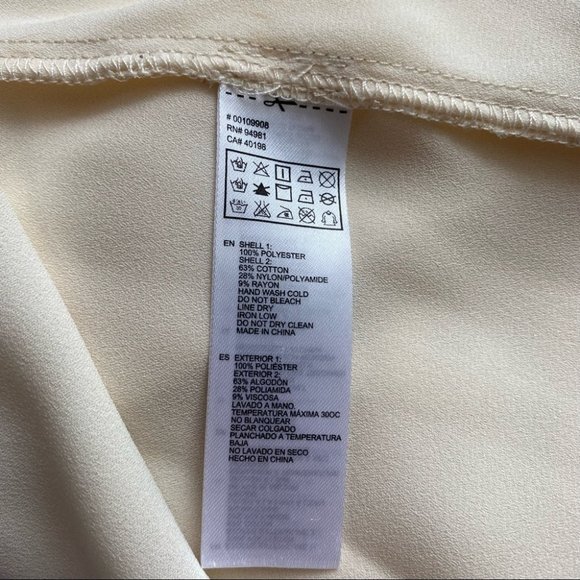 # 00109908
RN# 94981
CA# 40198
EN SHELL 1:
100% POLYESTER
SHELL 2:
63% COTTON
28% NYLON/POLYAMIDE
9% RAYON
HAND WASH COLD
DO NOT BLEACH
LINE DRY
IRON LOW
DO NOT DRY CLEAN
MADE IN CHINA
ES EXTERIOR 1:
100% POLIÉSTER
EXTERIOR 2:
63% ALGODÓN
28% POLIAMIDA
9% VISCOSA
LAVADO A MANO.
TEMPERATURA MÁXIMA 30OC
NO BLANQUEAR
SECAR COLGADO
PLANCHADO A TEMPERATURA
BAJA
NO LAVADO EN SECO
HECHO EN CHINA